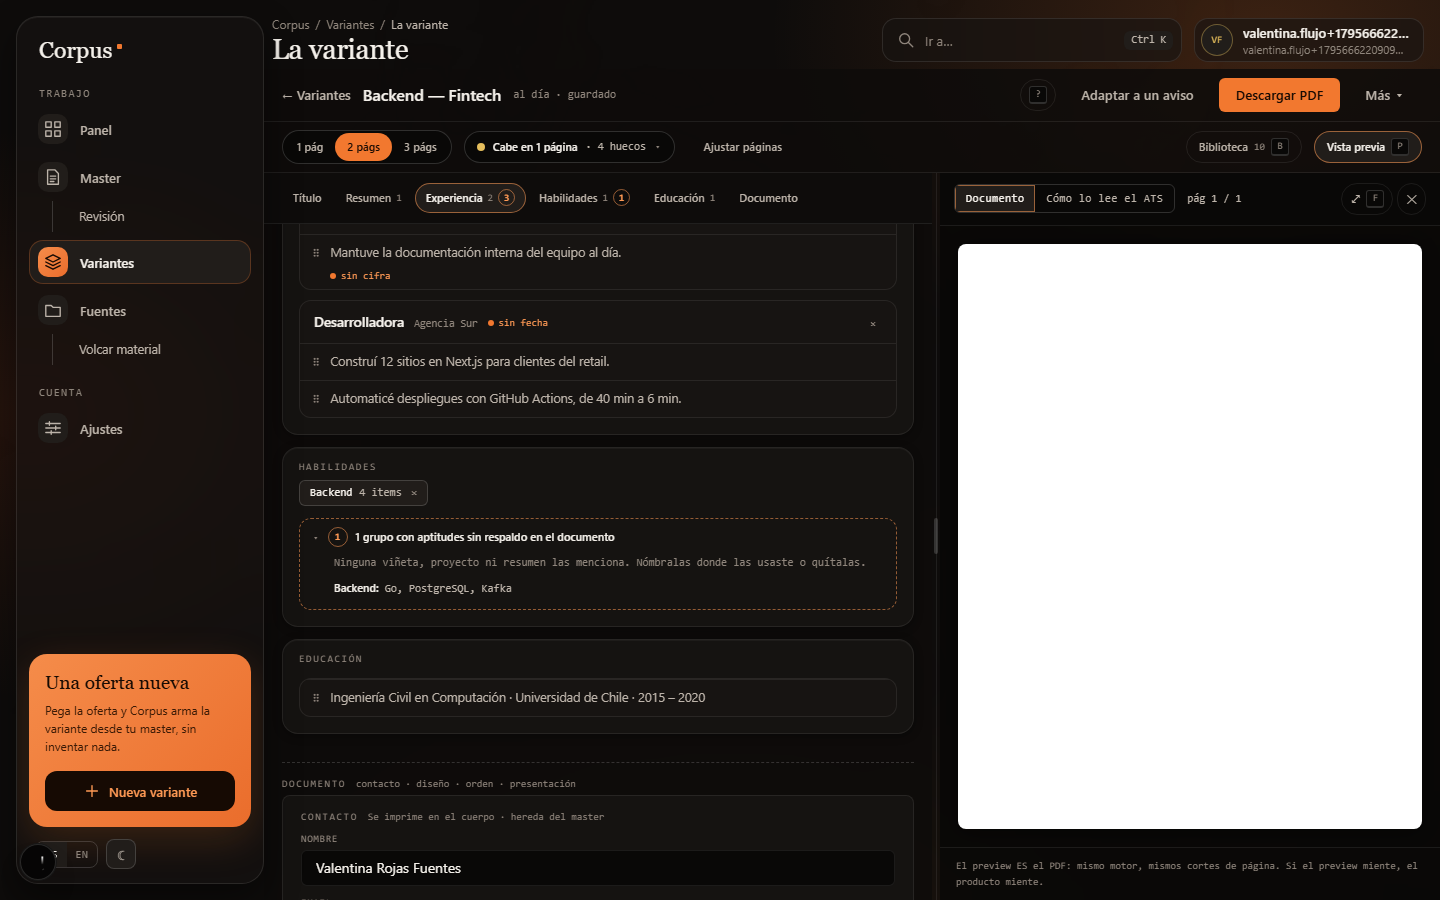 Corpus
TRABAJO
Panel
Master
Revisión
Variantes
Fuentes
Volcar material
CUENTA
Ajustes
Una oferta nueva
Pega la oferta y Corpus arma la
variante desde tu master, sin
inventar nada.
+ Nueva variante
EN
Corpus / Variantes / La variante
La variante
Ir a...
Ctrl K
VF
valentina.flujo+179566622...
valentina.flujo+1795666220909...
← Variantes
Backend — Fintech
al día · guardado
?
Adaptar a un aviso
Descargar PDF
Más
1 pág
2 págs
3 págs
Cabe en 1 página · 4 huecos
Ajustar páginas
Biblioteca 10 B
Vista previa P
Título
Resumen 1
Experiencia 2 3
Habilidades 1 1
Educación 1
Documento
Mantuve la documentación interna del equipo al día.
sin cifra
Desarrolladora Agencia Sur sin fecha ×
Construí 12 sitios en Next.js para clientes del retail.
Automaticé despliegues con GitHub Actions, de 40 min a 6 min.
HABILIDADES
Backend 4 items ×
1 1 grupo con aptitudes sin respaldo en el documento
Ninguna viñeta, proyecto ni resumen las menciona. Nómbralas donde las usaste o quítalas.
Backend: Go, PostgreSQL, Kafka
EDUCACIÓN
Ingeniería Civil en Computación · Universidad de Chile · 2015 – 2020
DOCUMENTO contacto · diseño · orden · presentación
CONTACTO Se imprime en el cuerpo · hereda del master
NOMBRE
Valentina Rojas Fuentes
Documento
Cómo lo lee el ATS
pág 1 / 1
F
El preview ES el PDF: mismo motor, mismos cortes de página. Si el preview miente, el
producto miente.